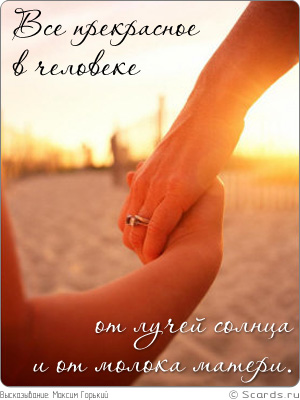 Все прекрасное
в человеке
от лучей солнца
и от молока матери.
Высказывание Максим Горький
© Scards.ru